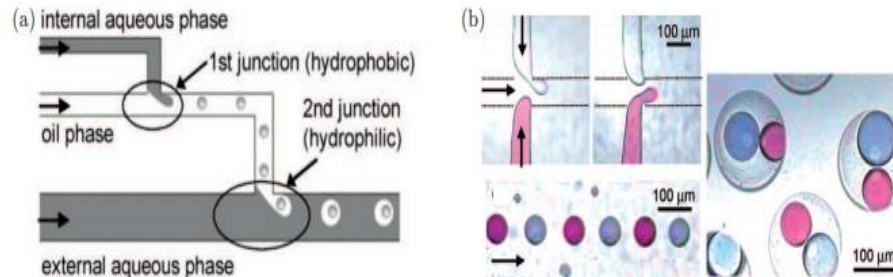 (a)
internal aqueous phase
1st junction (hydrophobic)
oil phase
2nd junction
(hydrophilic)
external aqueous phase
(b)
100 μm
100 μm
100 μm